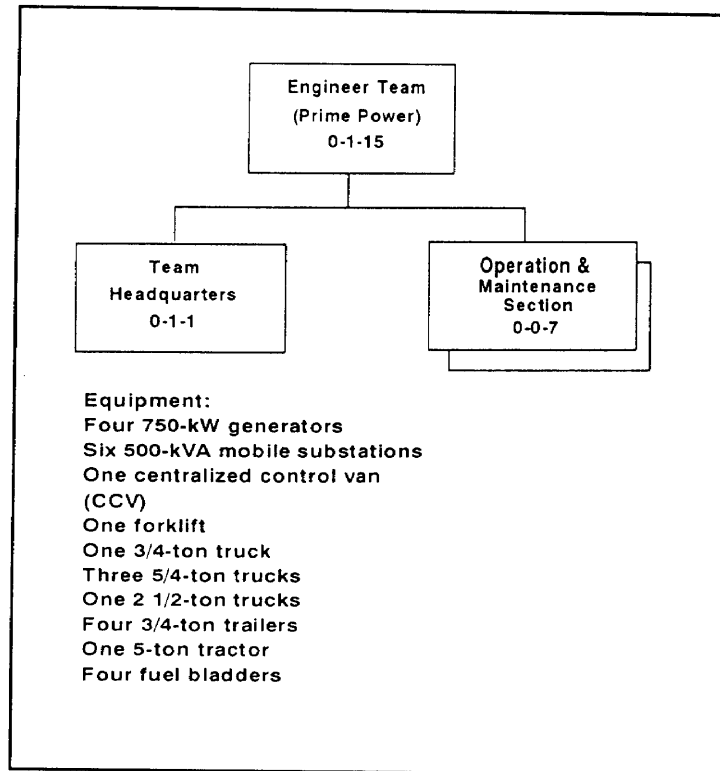 Engineer Team
(Prime Power)
0-1-15
Team
Headquarters
0-1-1
Operation &
Maintenance
Section
0-0-7
Equipment:
Four 750-kW generators
Six 500-kVA mobile substations
One centralized control van
(CCV)
One forklift
One 3/4-ton truck
Three 5/4-ton trucks
One 2 1/2-ton trucks
Four 3/4-ton trailers
One 5-ton tractor
Four fuel bladders